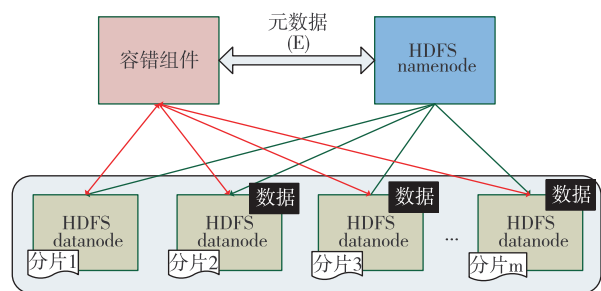 元数据
(E)
容错组件
HDFS
namenode
数据
数据
数据
HDFS
datanode
HDFS
datanode
HDFS
datanode
...
HDFS
datanode
分片1
分片2
分片3
分片m